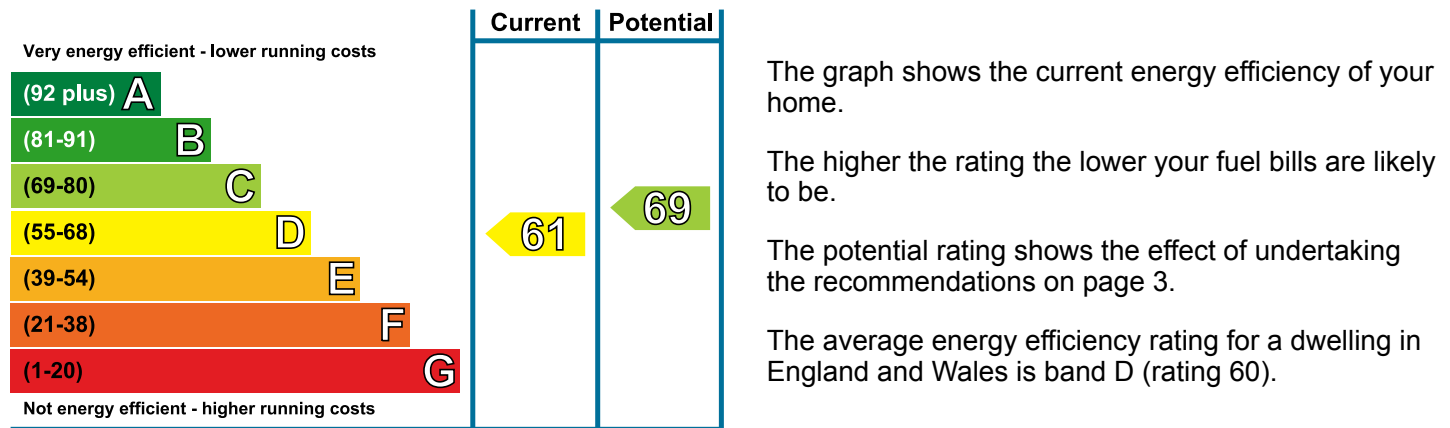 Current Potential
Very energy efficient - lower running costs
(92 plus) A
(81-91) B
(69-80) C
(55-68) D
(39-54) E
(21-38) F
(1-20) G
Not energy efficient - higher running costs
61
69
The graph shows the current energy efficiency of your
home.
The higher the rating the lower your fuel bills are likely
to be.
The potential rating shows the effect of undertaking
the recommendations on page 3.
The average energy efficiency rating for a dwelling in
England and Wales is band D (rating 60).